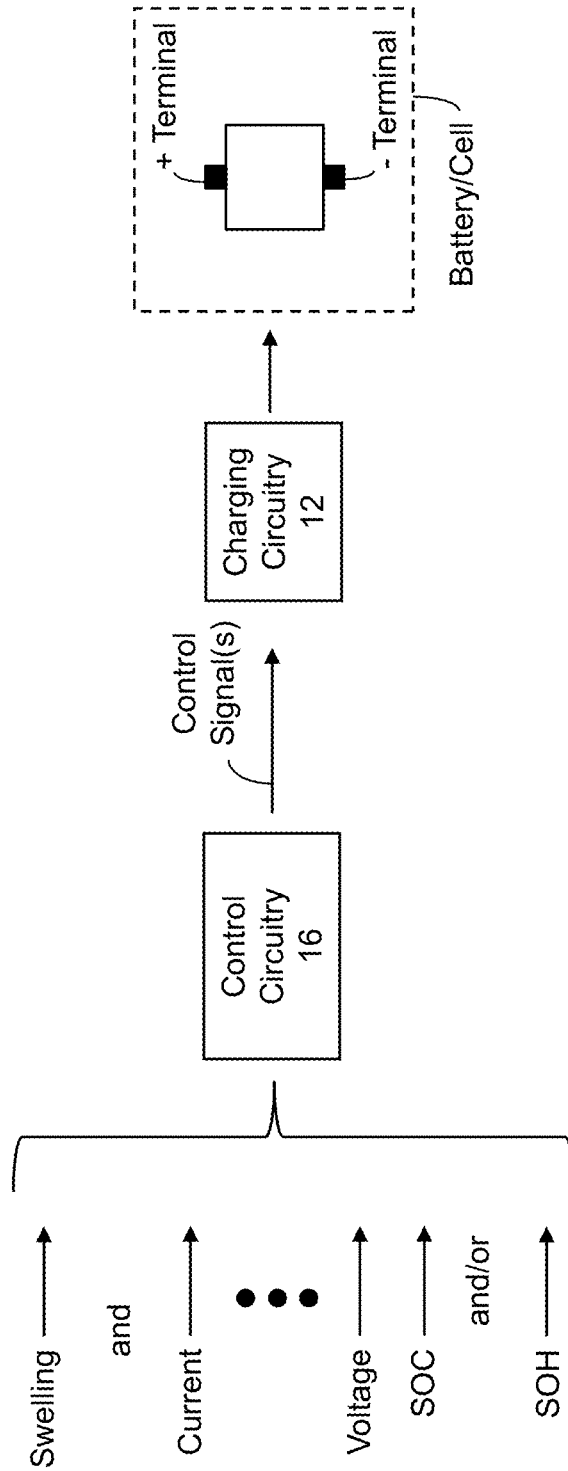 Swelling
and
Current
Voltage
SOC
and/or
SOH
Control
Circuitry
16
Control
Signal(s)
Charging
Circuitry
12
+ Terminal
- Terminal
Battery/Cell